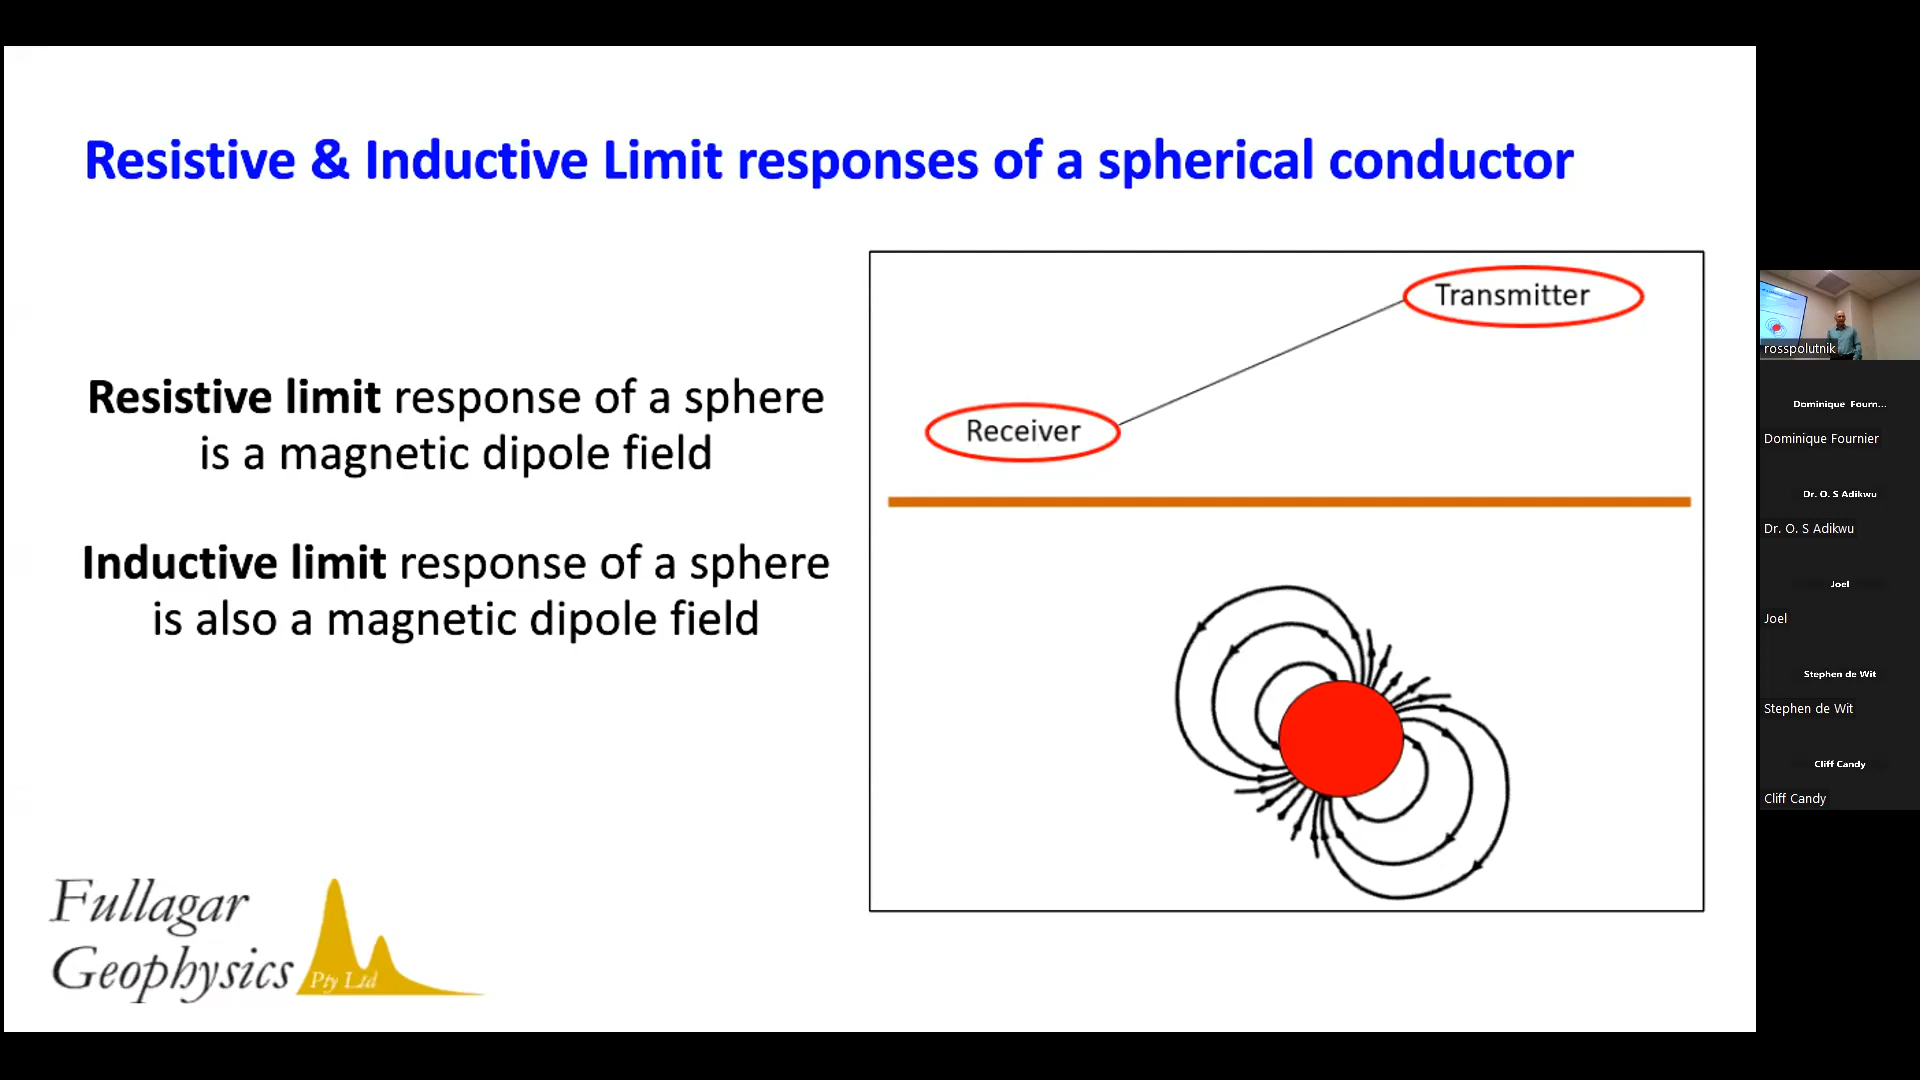 Resistive & Inductive Limit responses of a spherical conductor
Resistive limit response of a sphere
is a magnetic dipole field
Inductive limit response of a sphere
is also a magnetic dipole field
Transmitter
Receiver
Fullagar
Geophysics
Pty Ltd
rosspolutnik
Dominique Fourn...
Dominique Fournier
Dr. O. S Adikwu
Dr. O. S Adikwu
Joel
Joel
Stephen de Wit
Stephen de Wit
Cliff Candy
Cliff Candy